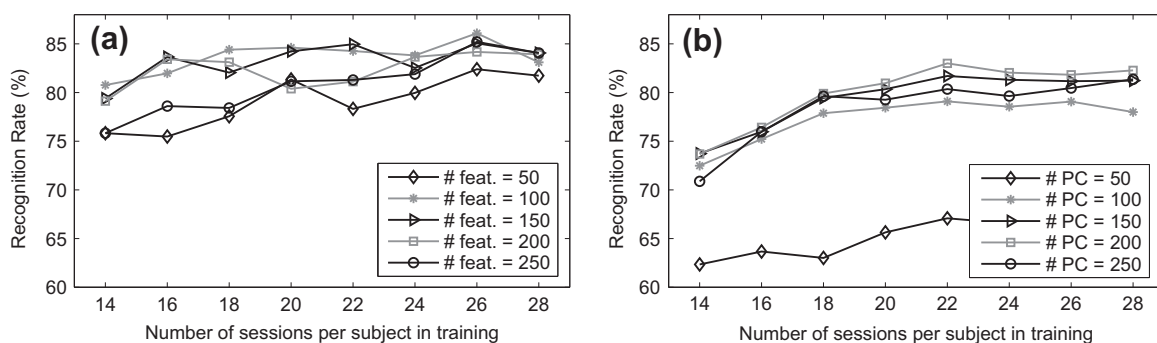 (a)
Recognition Rate (%)
85
80
75
70
65
60
14 16 18 20 22 24 26 28
Number of sessions per subject in training
# feat. = 50
# feat. = 100
# feat. = 150
# feat. = 200
# feat. = 250
(b)
Recognition Rate (%)
85
80
75
70
65
60
14 16 18 20 22 24 26 28
Number of sessions per subject in training
# PC = 50
# PC = 100
# PC = 150
# PC = 200
# PC = 250